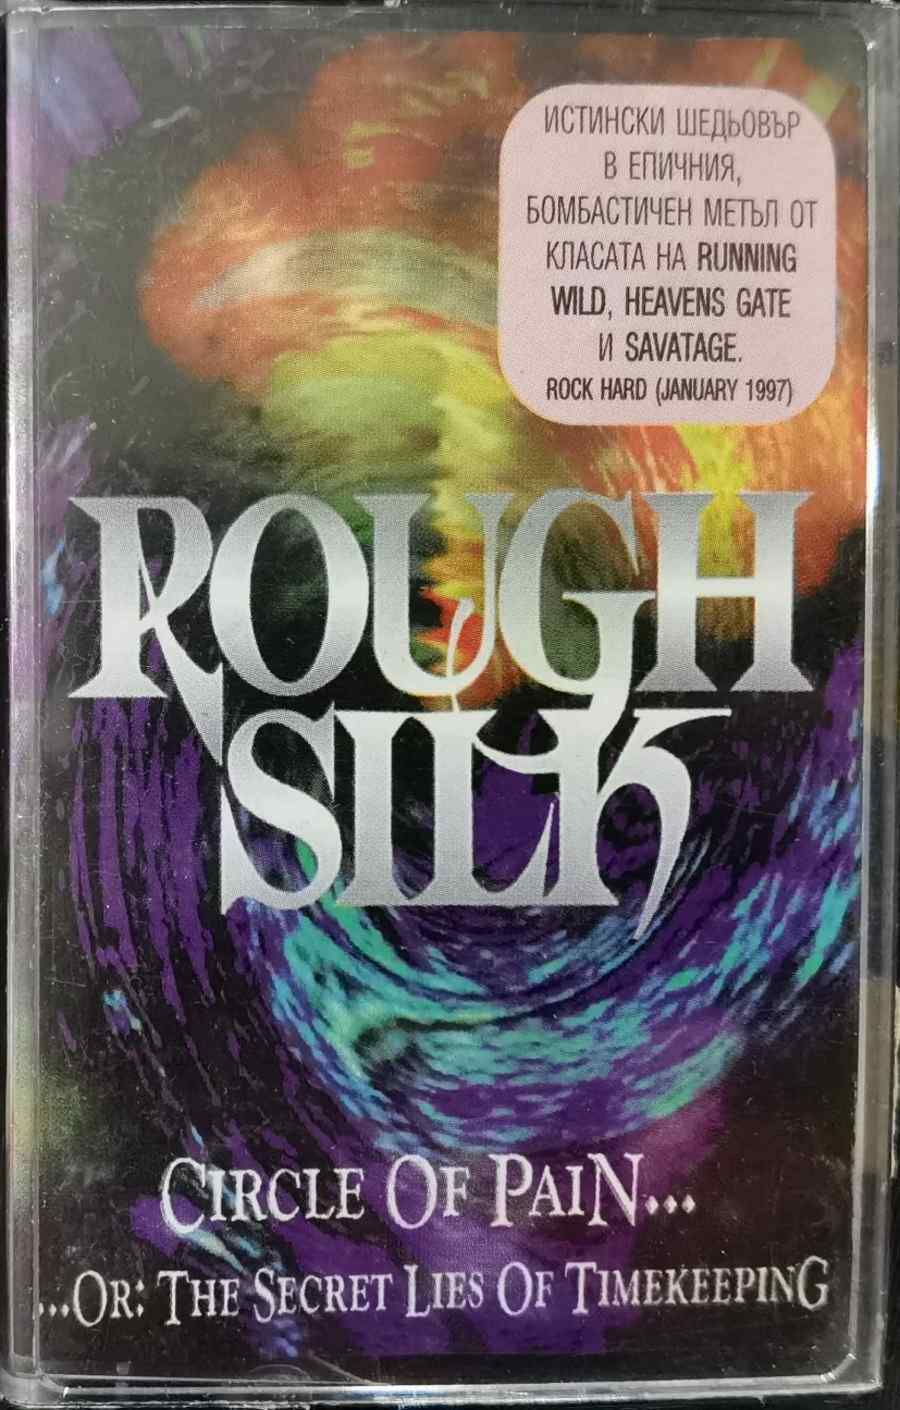 ИСТИНСКИ ШЕДЬОВЪР
В ЕПИЧНИЯ,
БОМБАСТИЧЕН МЕТЪЛ ОТ
КЛАСАТА НА RUNNING
WILD, HEAVENS GATE
И SAVATAGE.
ROCK HARD (JANUARY 1997)
ROUGH
SILK
CIRCLE OF PAIN...
...OR: THE SECRET LIES OF TIMEKEEPING